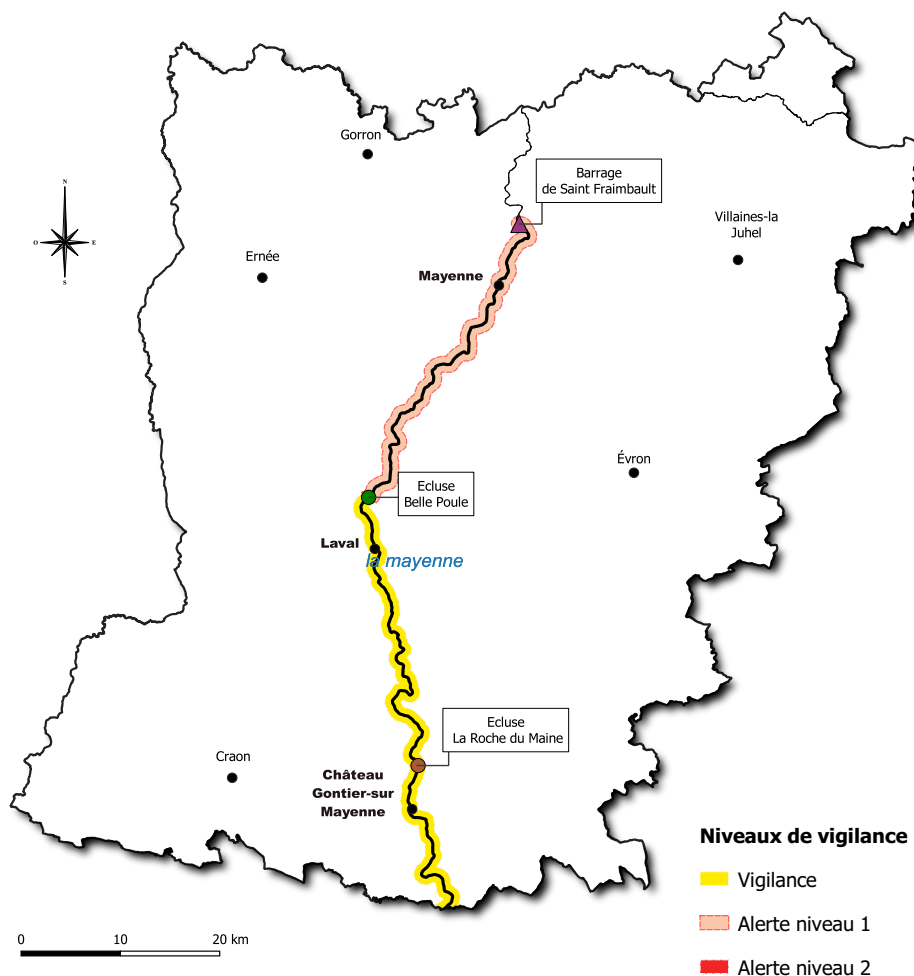 Gorron
Barrage
de Saint Fraimbault
N
O
E
S
Villaines-la
Juhel
Ernée
Mayenne
Évron
Ecluse
Belle Poule
Laval
la mayenne
Ecluse
La Roche du Maine
Craon
Château
Gontier-sur
Mayenne
Niveaux de vigilance
Vigilance
Alerte niveau 1
Alerte niveau 2
0 10 20 km